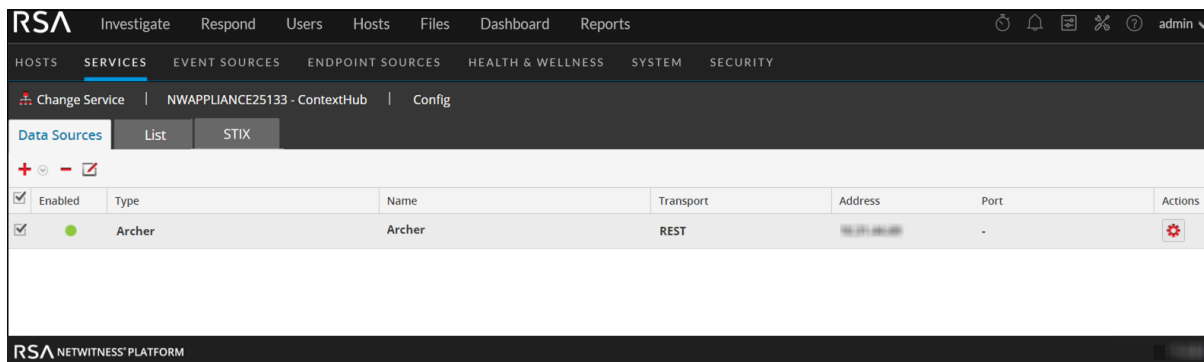 RSA Investigate Respond Users Hosts Files Dashboard Reports admin
HOSTS SERVICES EVENT SOURCES ENDPOINT SOURCES HEALTH & WELLNESS SYSTEM SECURITY
Change Service | NWAPPLIANCE25133 - ContextHub | Config
Data Sources List STIX
Enabled Type Name Transport Address Port Actions
Archer Archer REST -
RSA NETWITNESS® PLATFORM